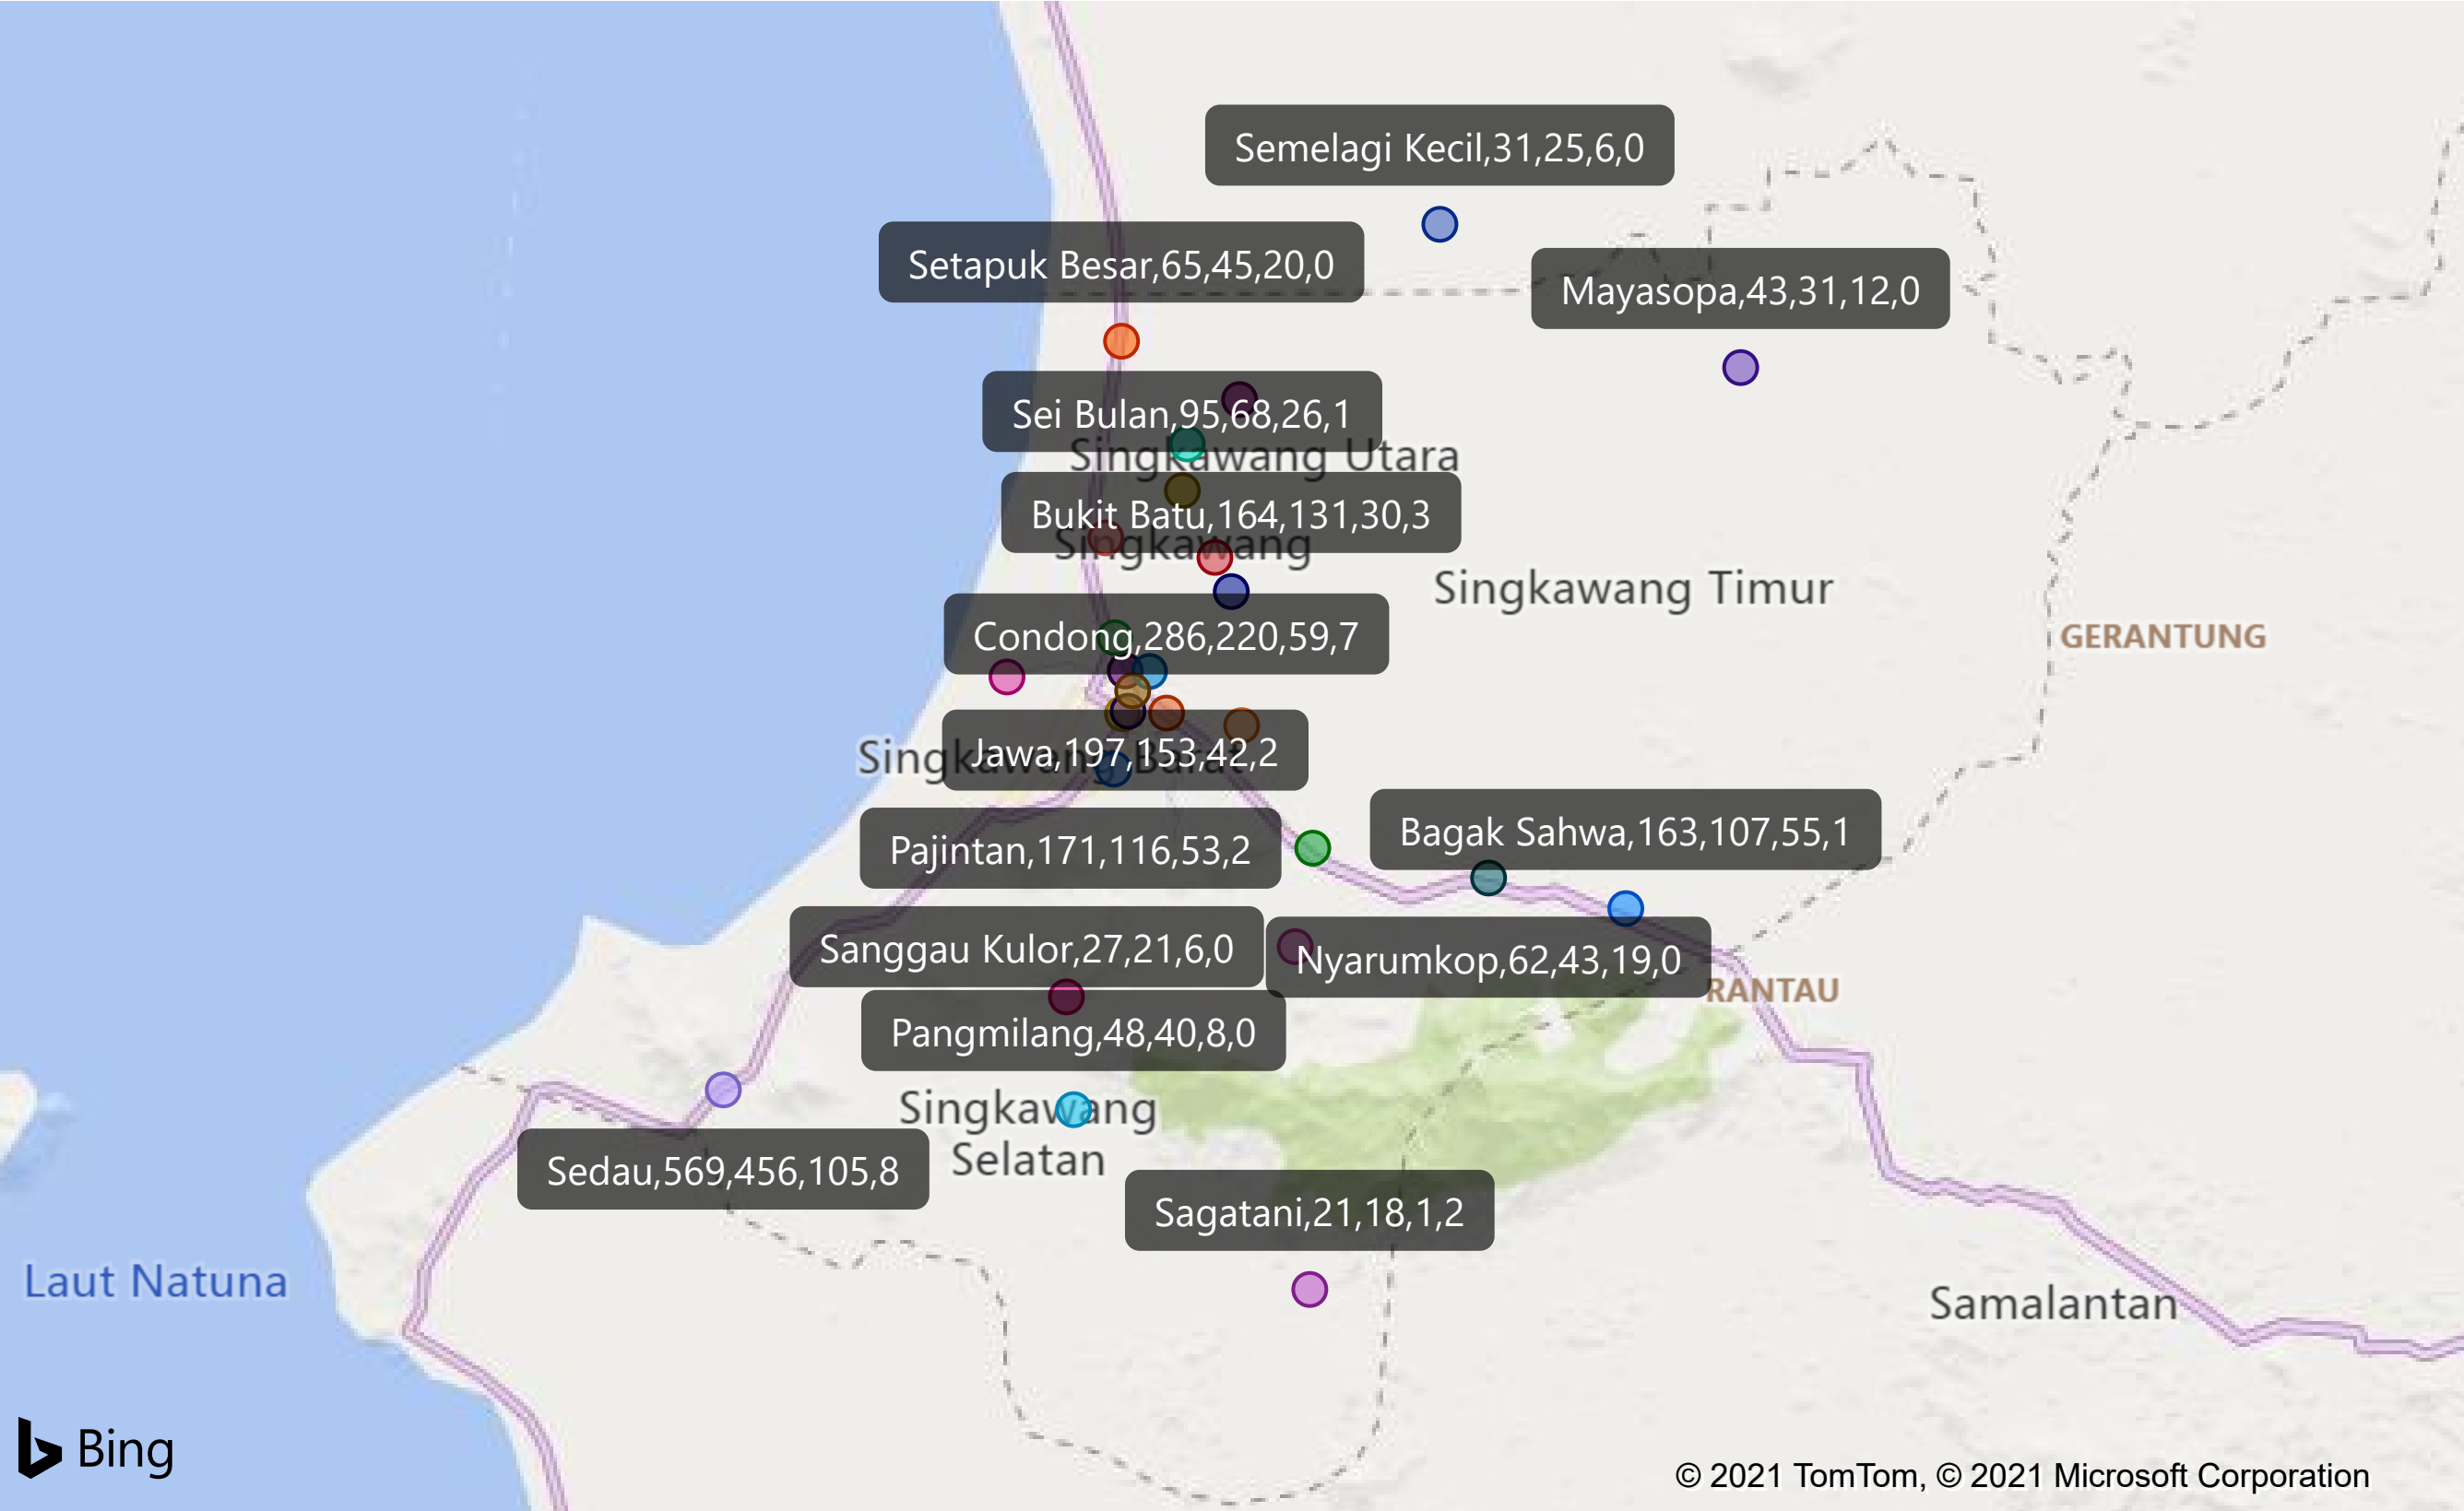 Semelagi Kecil,31,25,6,0
Setapuk Besar,65,45,20,0
Mayasopa,43,31,12,0
Sei Bulan,95,68,26,1
Singkawang Utara
Bukit Batu,164,131,30,3
Singkawang
Singkawang Timur
Condong,286,220,59,7
GERANTUNG
Jawa,197,153,42,2
Singkawang Barat
Bagak Sahwa,163,107,55,1
Pajintan,171,116,53,2
Sanggau Kulor,27,21,6,0
Nyarumkop,62,43,19,0
RANTAU
Pangmilang,48,40,8,0
Singkawang
Selatan
Sedau,569,456,105,8
Sagatani,21,18,1,2
Laut Natuna
Samalantan
Bing
© 2021 TomTom, © 2021 Microsoft Corporation